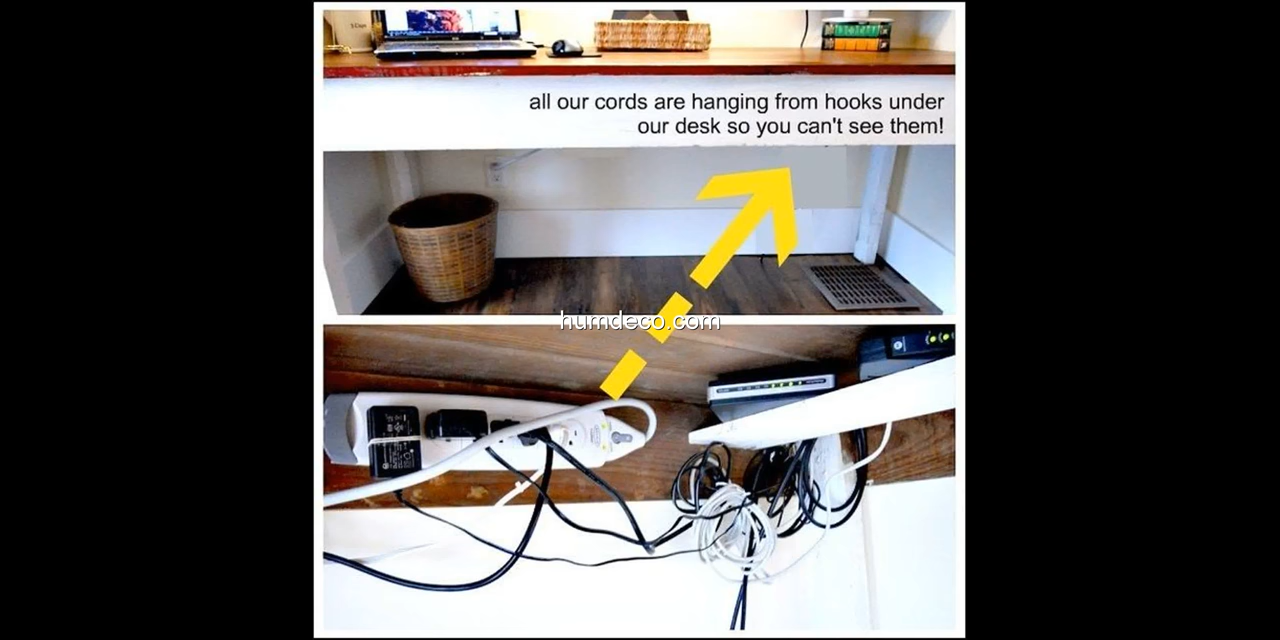 all our cords are hanging from hooks under
our desk so you can't see them!
humdeco.com